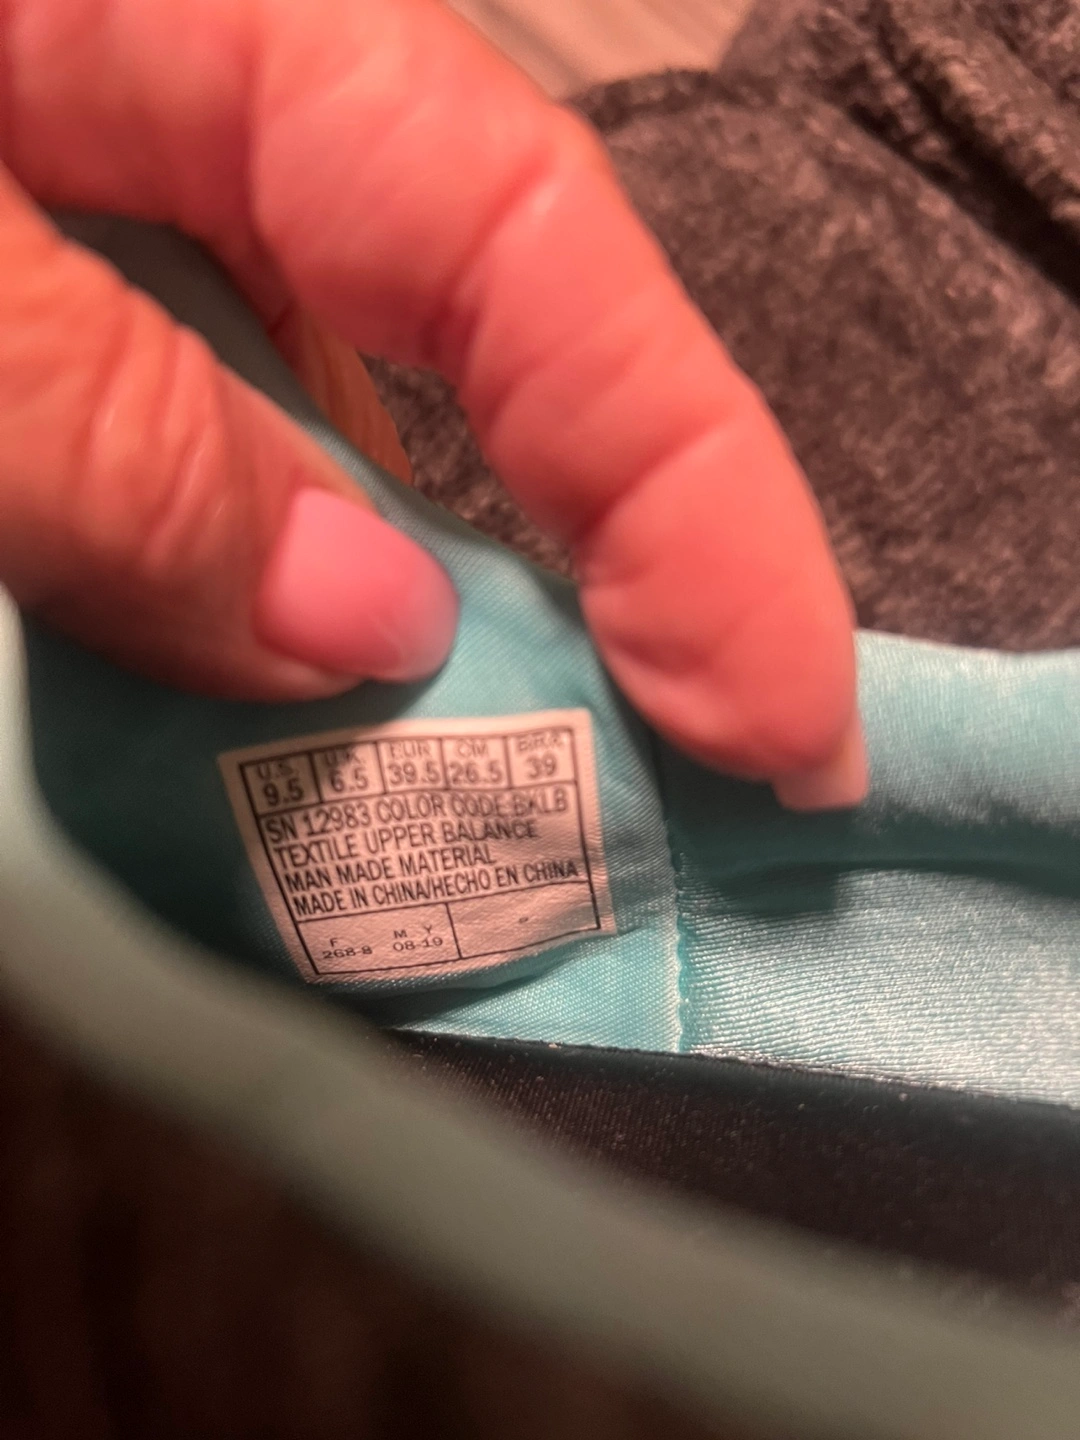 U.S. U.K. EUR CM BRA
9.5 6.5 39.5 26.5 39
SN 12983 COLOR CODE BKLB
TEXTILE UPPER BALANCE
MAN MADE MATERIAL
MADE IN CHINA/HECHO EN CHINA
F M Y
268-8 08-19